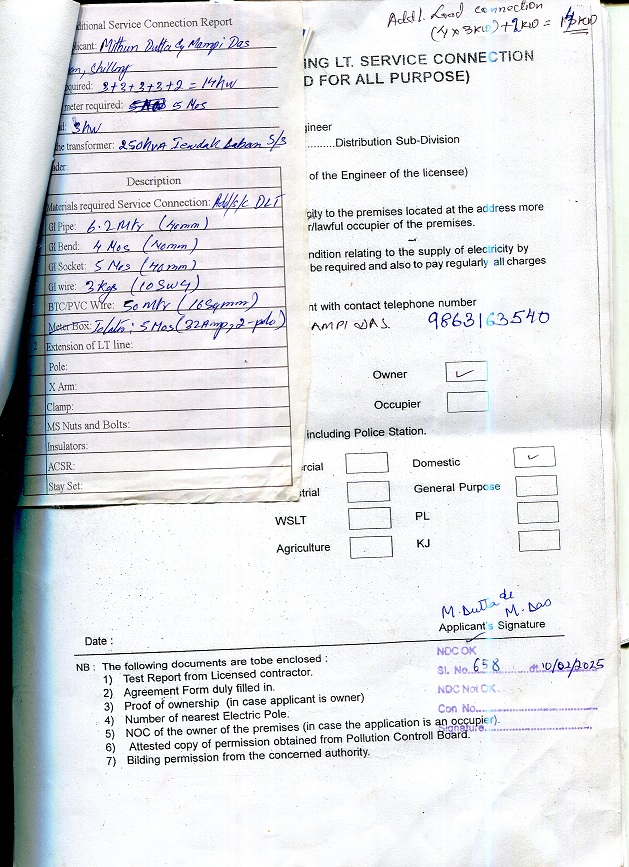 ditional Service Connection Report
icant: Mithun Dutta & Mampi Das
quired: 3+3+3+3+2 = 14kw
meter required: 5 Nos
3kw
he transformer: 250KVA Laban S/S
der:
Description
Materials required Service Connection:
GI Pipe: 6.2 Mtr (40mm)
GI Bend: 4 Nos (40mm)
GI Socket: 5 Nos (40mm)
GI wire: 3 Kgs (10 SWG)
BTC/PVC Wire: 50 Mtr (16 Sqmm)
Meter Box: 5 Nos (32 Amp, 2-pole)
2 Extension of LT line:
Pole:
X Arm:
Clamp:
MS Nuts and Bolts:
Insulators:
ACSR:
Stay Set:
Addl. Load connection
(4 x 3KW) + 2KW = 14KW
ING LT. SERVICE CONNECTION
D FOR ALL PURPOSE)
gineer
.........Distribution Sub-Division
of the Engineer of the licensee)
city to the premises located at the address more
r/lawful occupier of the premises.
ndition relating to the supply of electricity by
be required and also to pay regularly all charges
nt with contact telephone number
AMPI DAS. 9863163540
Owner ✓
Occupier
including Police Station.
rcial Domestic ✓
strial General Purpose
WSLT PL
Agriculture KJ
M. Dutta de
M. Das
Applicant's Signature
Date :
NDC OK
Sl. No. 658 dt 10/02/2025
NDC Not OK.
Con No.
Signature
NB : The following documents are tobe enclosed :
1) Test Report from Licensed contractor.
2) Agreement Form duly filled in.
3) Proof of ownership (in case applicant is owner)
4) Number of nearest Electric Pole.
5) NOC of the owner of the premises (in case the application is an occupier).
6) Attested copy of permission obtained from Pollution Controll Board.
7) Bilding permission from the concerned authority.